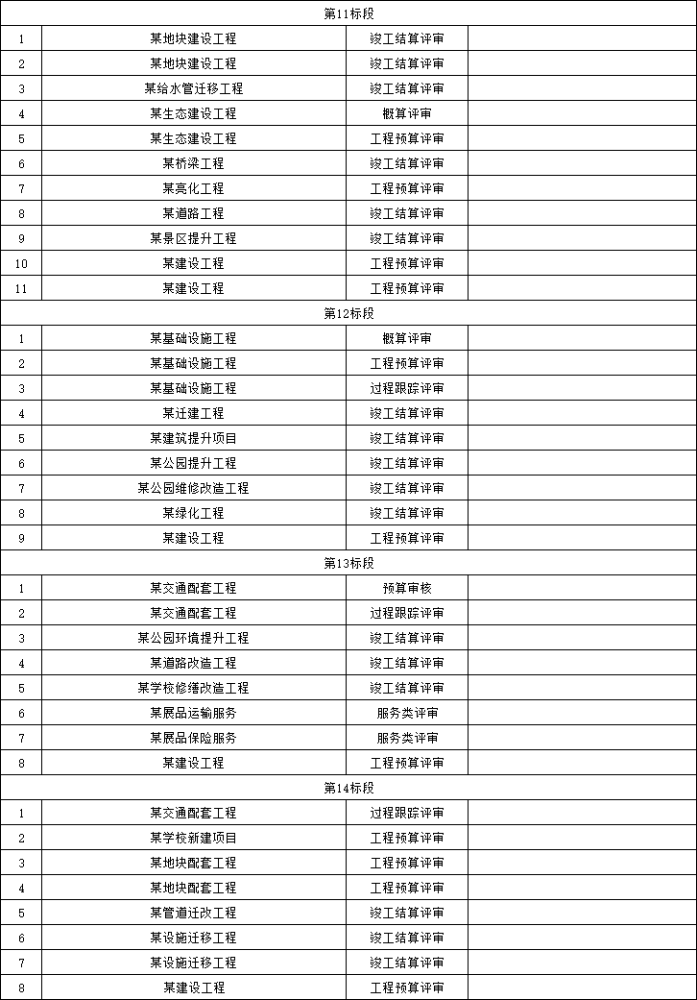 第11标段
1 某地块建设工程 竣工结算评审
2 某地块建设工程 竣工结算评审
3 某给水管迁移工程 竣工结算评审
4 某生态建设工程 概算评审
5 某生态建设工程 工程预算评审
6 某桥梁工程 竣工结算评审
7 某亮化工程 工程预算评审
8 某道路工程 竣工结算评审
9 某景区提升工程 竣工结算评审
10 某建设工程 工程预算评审
11 某建设工程 工程预算评审
第12标段
1 某基础设施工程 概算评审
2 某基础设施工程 工程预算评审
3 某基础设施工程 过程跟踪评审
4 某迁建工程 竣工结算评审
5 某建筑提升项目 竣工结算评审
6 某公园提升工程 竣工结算评审
7 某公园维修改造工程 竣工结算评审
8 某绿化工程 竣工结算评审
9 某建设工程 工程预算评审
第13标段
1 某交通配套工程 预算审核
2 某交通配套工程 过程跟踪评审
3 某公园环境提升工程 竣工结算评审
4 某道路改造工程 竣工结算评审
5 某学校修缮改造工程 竣工结算评审
6 某展品运输服务 服务类评审
7 某展品保险服务 服务类评审
8 某建设工程 工程预算评审
第14标段
1 某交通配套工程 过程跟踪评审
2 某学校新建项目 工程预算评审
3 某地块配套工程 工程预算评审
4 某地块配套工程 工程预算评审
5 某管道迁改工程 竣工结算评审
6 某设施迁移工程 竣工结算评审
7 某设施迁移工程 竣工结算评审
8 某建设工程 工程预算评审